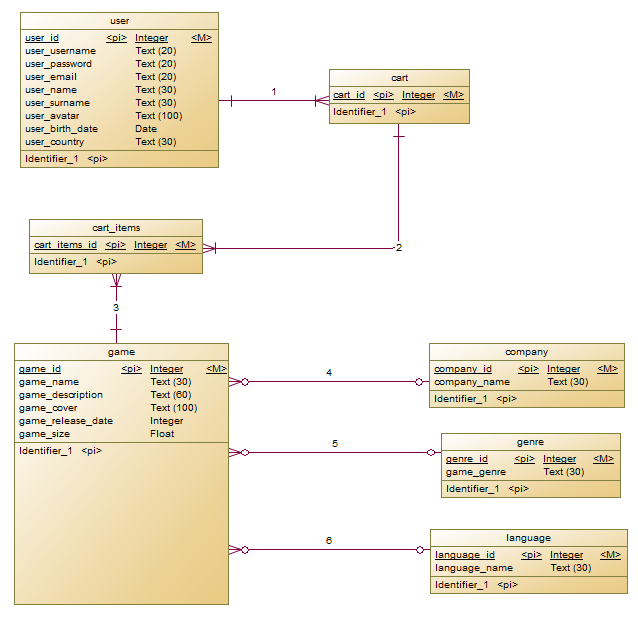 user
user_id <pi> Integer <M>
user_username Text (20)
user_password Text (20)
user_email Text (20)
user_name Text (30)
user_surname Text (30)
user_avatar Text (100)
user_birth_date Date
user_country Text (30)
Identifier_1 <pi>
1
cart
cart_id <pi> Integer <M>
Identifier_1 <pi>
2
cart_items
cart_items_id <pi> Integer <M>
Identifier_1 <pi>
3
game
game_id <pi> Integer <M>
game_name Text (30)
game_description Text (60)
game_cover Text (100)
game_release_date Integer
game_size Float
Identifier_1 <pi>
4
company
company_id <pi> Integer <M>
company_name Text (30)
Identifier_1 <pi>
5
genre
genre_id <pi> Integer <M>
game_genre Text (30)
Identifier_1 <pi>
6
language
language_id <pi> Integer <M>
language_name Text (30)
Identifier_1 <pi>